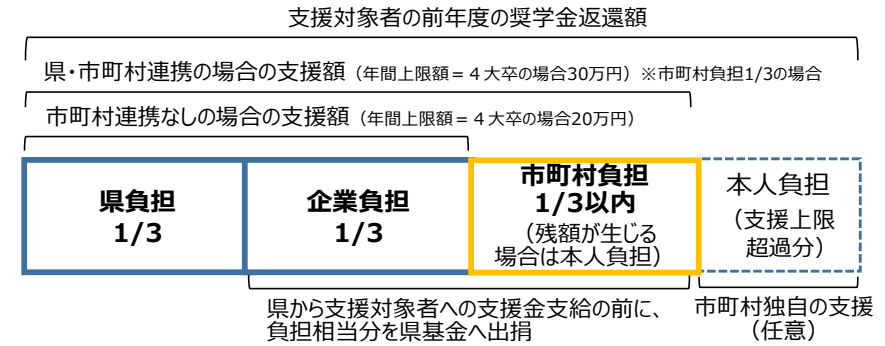 支援対象者の前年度の奨学金返還額
県・市町村連携の場合の支援額（年間上限額＝４大卒の場合30万円）※市町村負担1/3の場合
市町村連携なしの場合の支援額（年間上限額＝４大卒の場合20万円）
県負担
1/3
企業負担
1/3
市町村負担
1/3以内
（残額が生じる
場合は本人負担）
本人負担
（支援上限
超過分）
県から支援対象者への支援金支給の前に、
負担相当分を県基金へ出捐
市町村独自の支援
（任意）